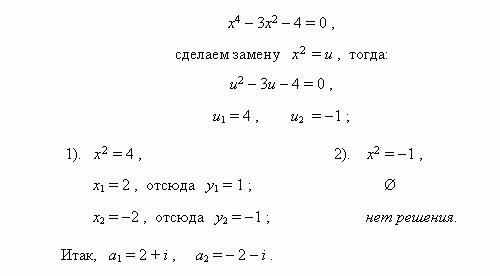 x⁴ – 3x² – 4 = 0 ,
сделаем замену x² = u , тогда:
u² – 3u – 4 = 0 ,
u₁ = 4 , u₂ = –1 ;
1). x² = 4 , 2). x² = –1 ,
x₁ = 2 , отсюда y₁ = 1 ; Ø
x₂ = –2 , отсюда y₂ = –1 ; нет решения.
Итак, a₁ = 2 + i , a₂ = – 2 – i .